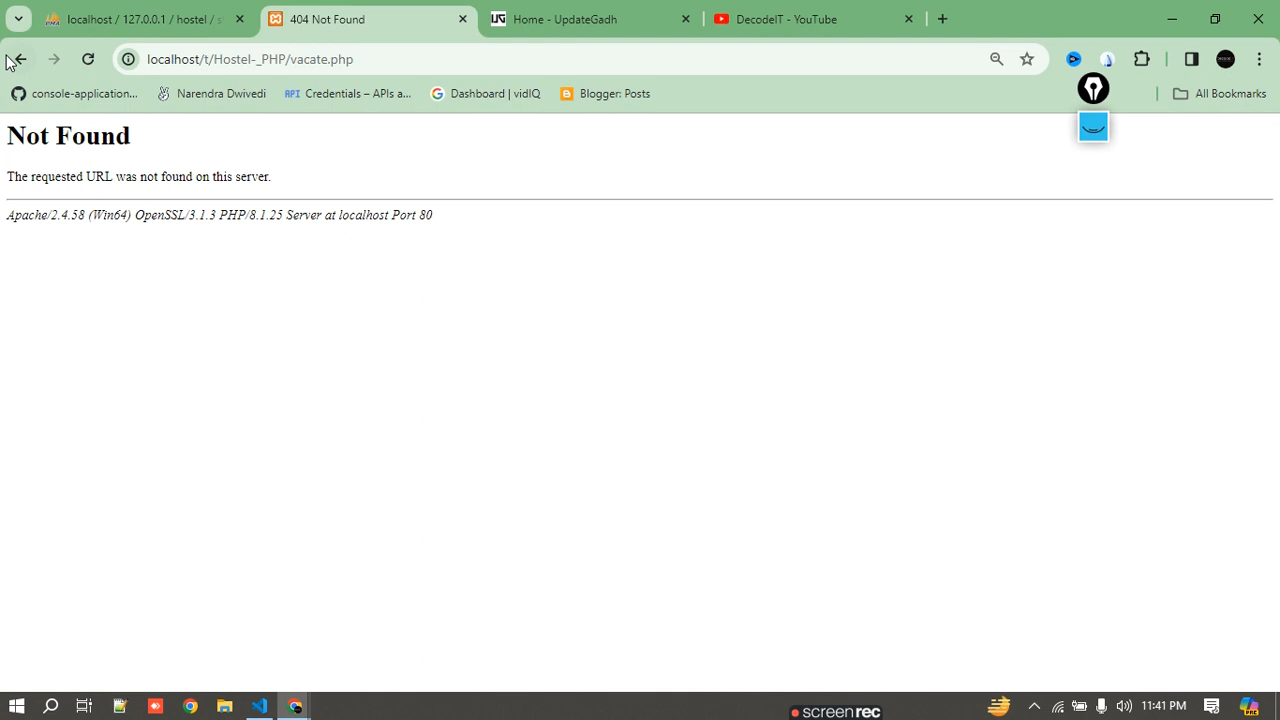 localhost / 127.0.0.1 / hostel / s
404 Not Found
Home - UpdateGadh
DecodeIT - YouTube
localhost/t/Hostel-_PHP/vacate.php
console-application...
Narendra Dwivedi
API Credentials – APIs a...
Dashboard | vidIQ
Blogger: Posts
All Bookmarks
Not Found
The requested URL was not found on this server.
Apache/2.4.58 (Win64) OpenSSL/3.1.3 PHP/8.1.25 Server at localhost Port 80
screenrec
11:41 PM
PRE